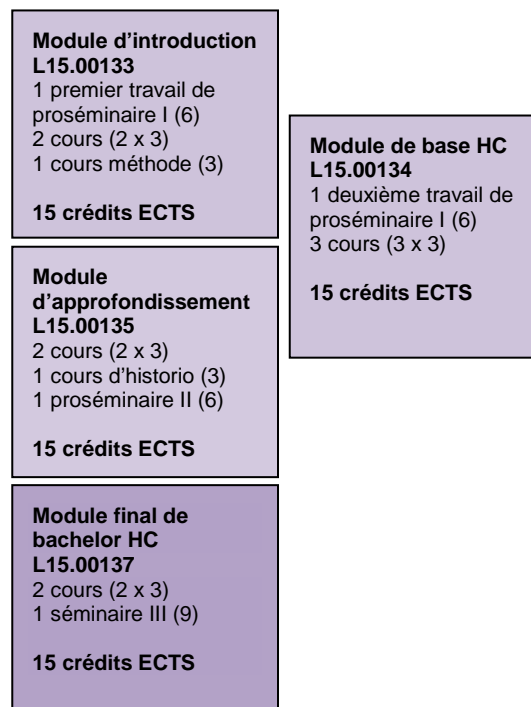 Module d’introduction
L15.00133
1 premier travail de
proséminaire I (6)
2 cours (2 x 3)
1 cours méthode (3)
15 crédits ECTS
Module de base HC
L15.00134
1 deuxième travail de
proséminaire I (6)
3 cours (3 x 3)
15 crédits ECTS
Module
d’approfondissement
L15.00135
2 cours (2 x 3)
1 cours d’historio (3)
1 proséminaire II (6)
15 crédits ECTS
Module final de
bachelor HC
L15.00137
2 cours (2 x 3)
1 séminaire III (9)
15 crédits ECTS